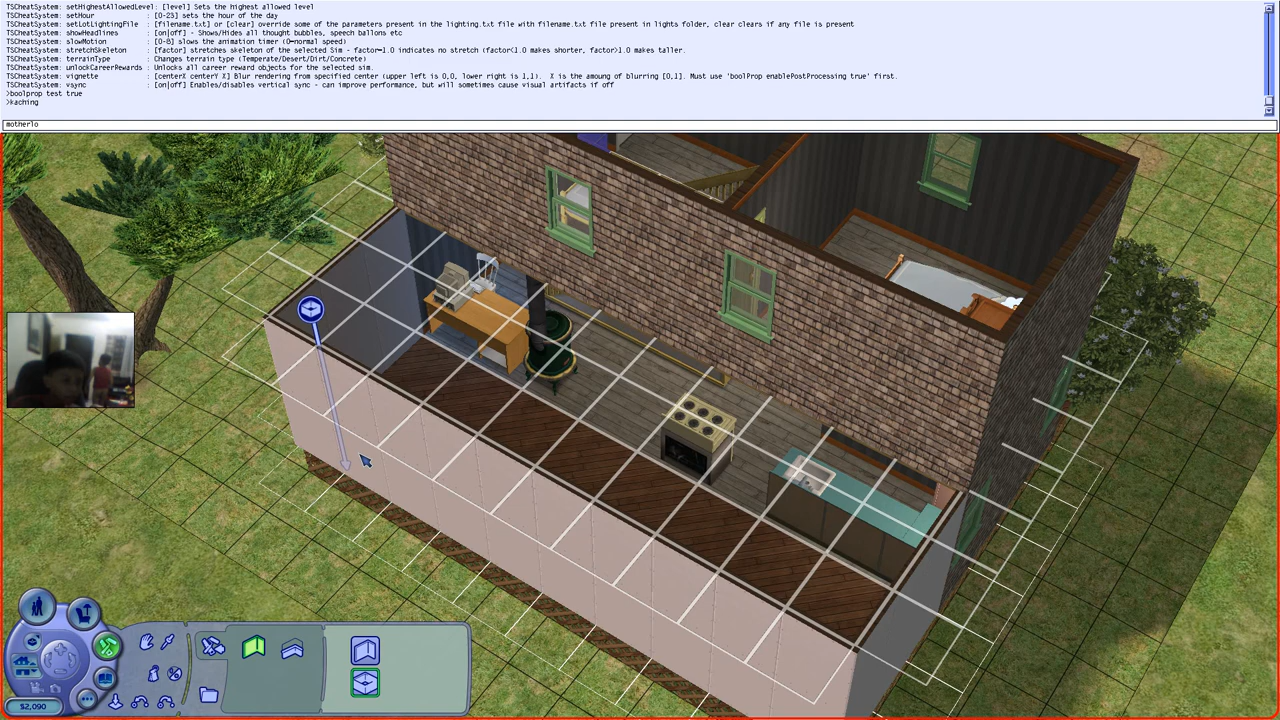 TSCheatSystem: setHighestAllowedLevel: [level] Sets the highest allowed level
TSCheatSystem: setHour : [0-23] sets the hour of the day
TSCheatSystem: setLotLightingFile : [filename.txt] or [clear] override some of the parameters present in the lighting.txt file with filename.txt file present in lights folder, clear clears if any file is present
TSCheatSystem: showHeadlines : [on|off] - Shows/Hides all thought bubbles, speech ballons etc
TSCheatSystem: slowMotion : [0-8] slows the animation timer (0=normal speed)
TSCheatSystem: stretchSkeleton : [factor] stretches skeleton of the selected Sim - factor=1.0 indicates no stretch (factor<1.0 makes shorter, factor>1.0 makes taller.
TSCheatSystem: terrainType : Changes terrain type (Temperate/Desert/Dirt/Concrete)
TSCheatSystem: unlockCareerRewards : Unlocks all career reward objects for the selected sim.
TSCheatSystem: vignette : [centerX centerY X] Blur rendering from specified center (upper left is 0,0, lower right is 1,1). X is the amoung of blurring [0,1]. Must use 'boolProp enablePostProcessing true' first.
TSCheatSystem: vsync : [on|off] Enables/disables vertical sync - can improve performance, but will sometimes cause visual artifacts if off
>boolprop test true
>kaching
motherlo
$2,090